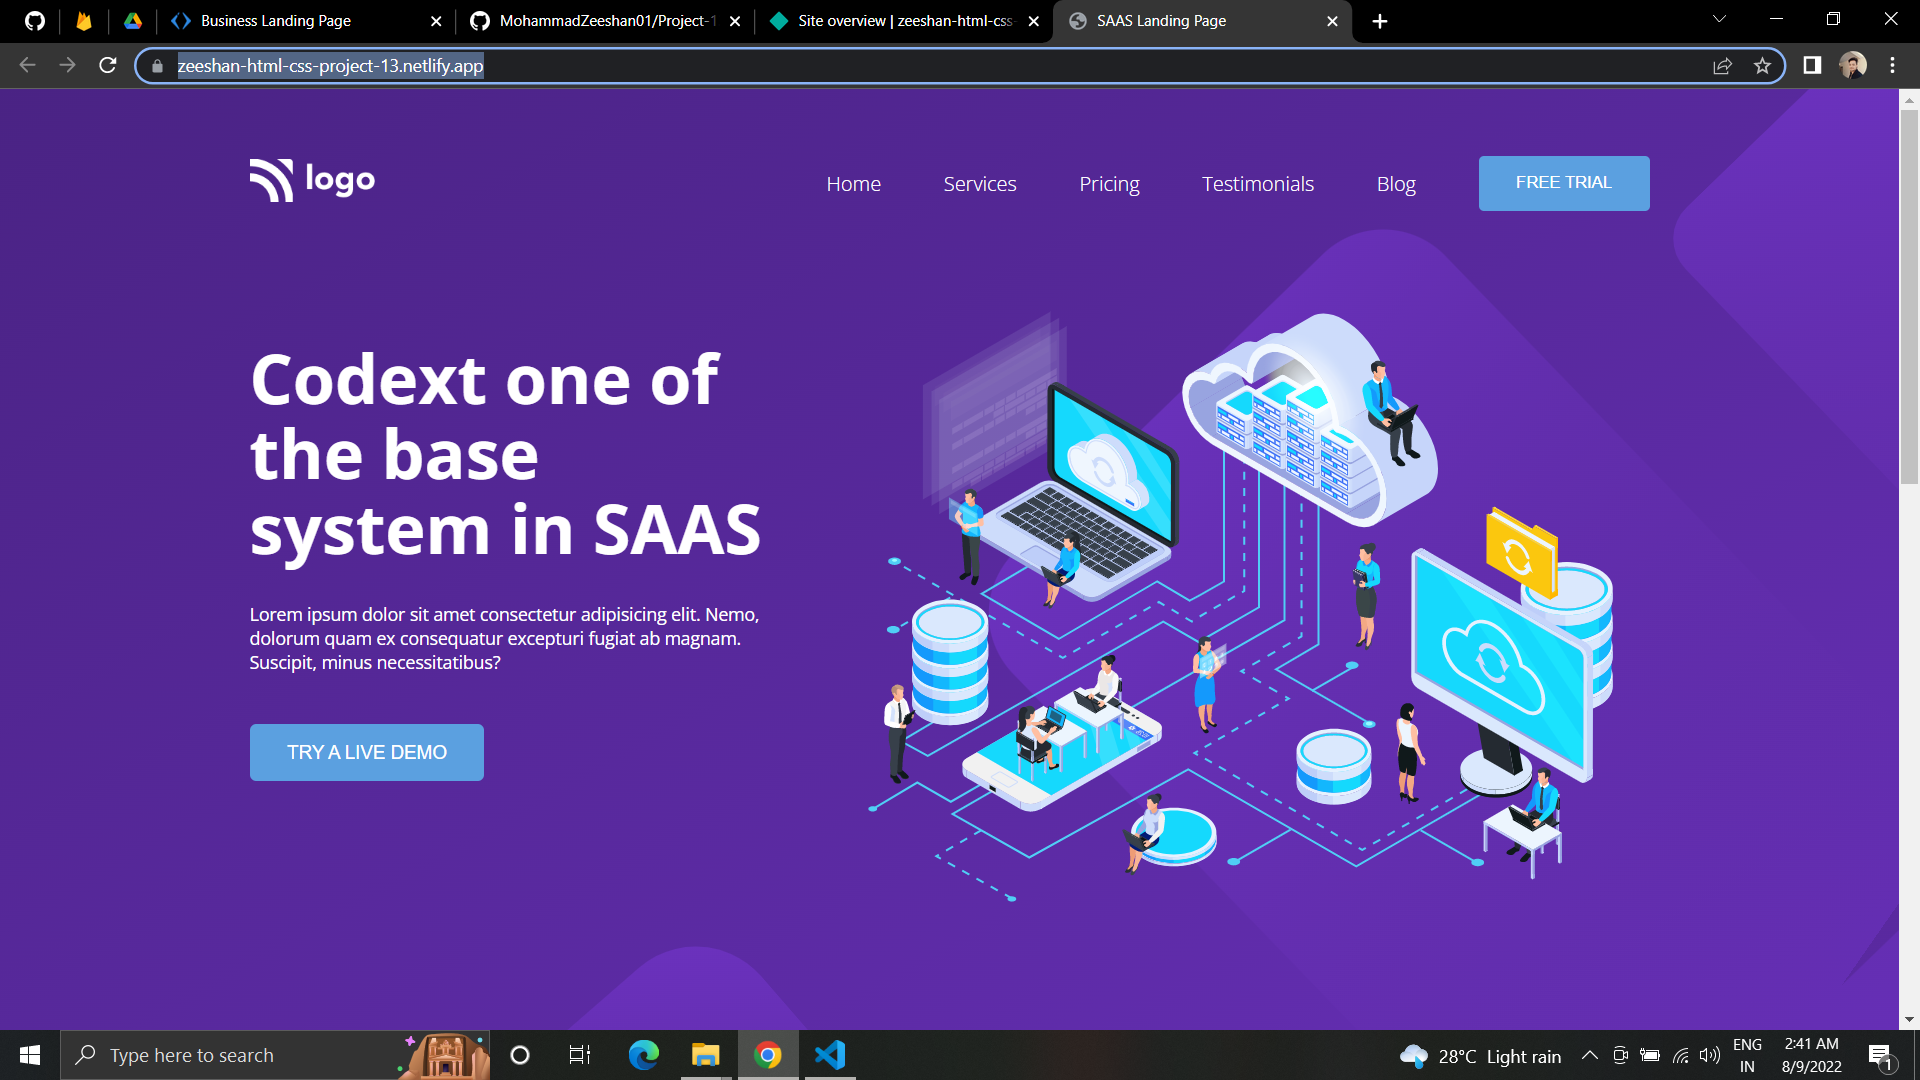 Business Landing Page
MohammadZeeshan01/Project-1
Site overview | zeeshan-html-css-
SAAS Landing Page
zeeshan-html-css-project-13.netlify.app
logo
Home
Services
Pricing
Testimonials
Blog
FREE TRIAL
Codext one of
the base
system in SAAS
Lorem ipsum dolor sit amet consectetur adipisicing elit. Nemo,
dolorum quam ex consequatur excepturi fugiat ab magnam.
Suscipit, minus necessitatibus?
TRY A LIVE DEMO
Type here to search
28°C Light rain
ENG
IN
2:41 AM
8/9/2022
1